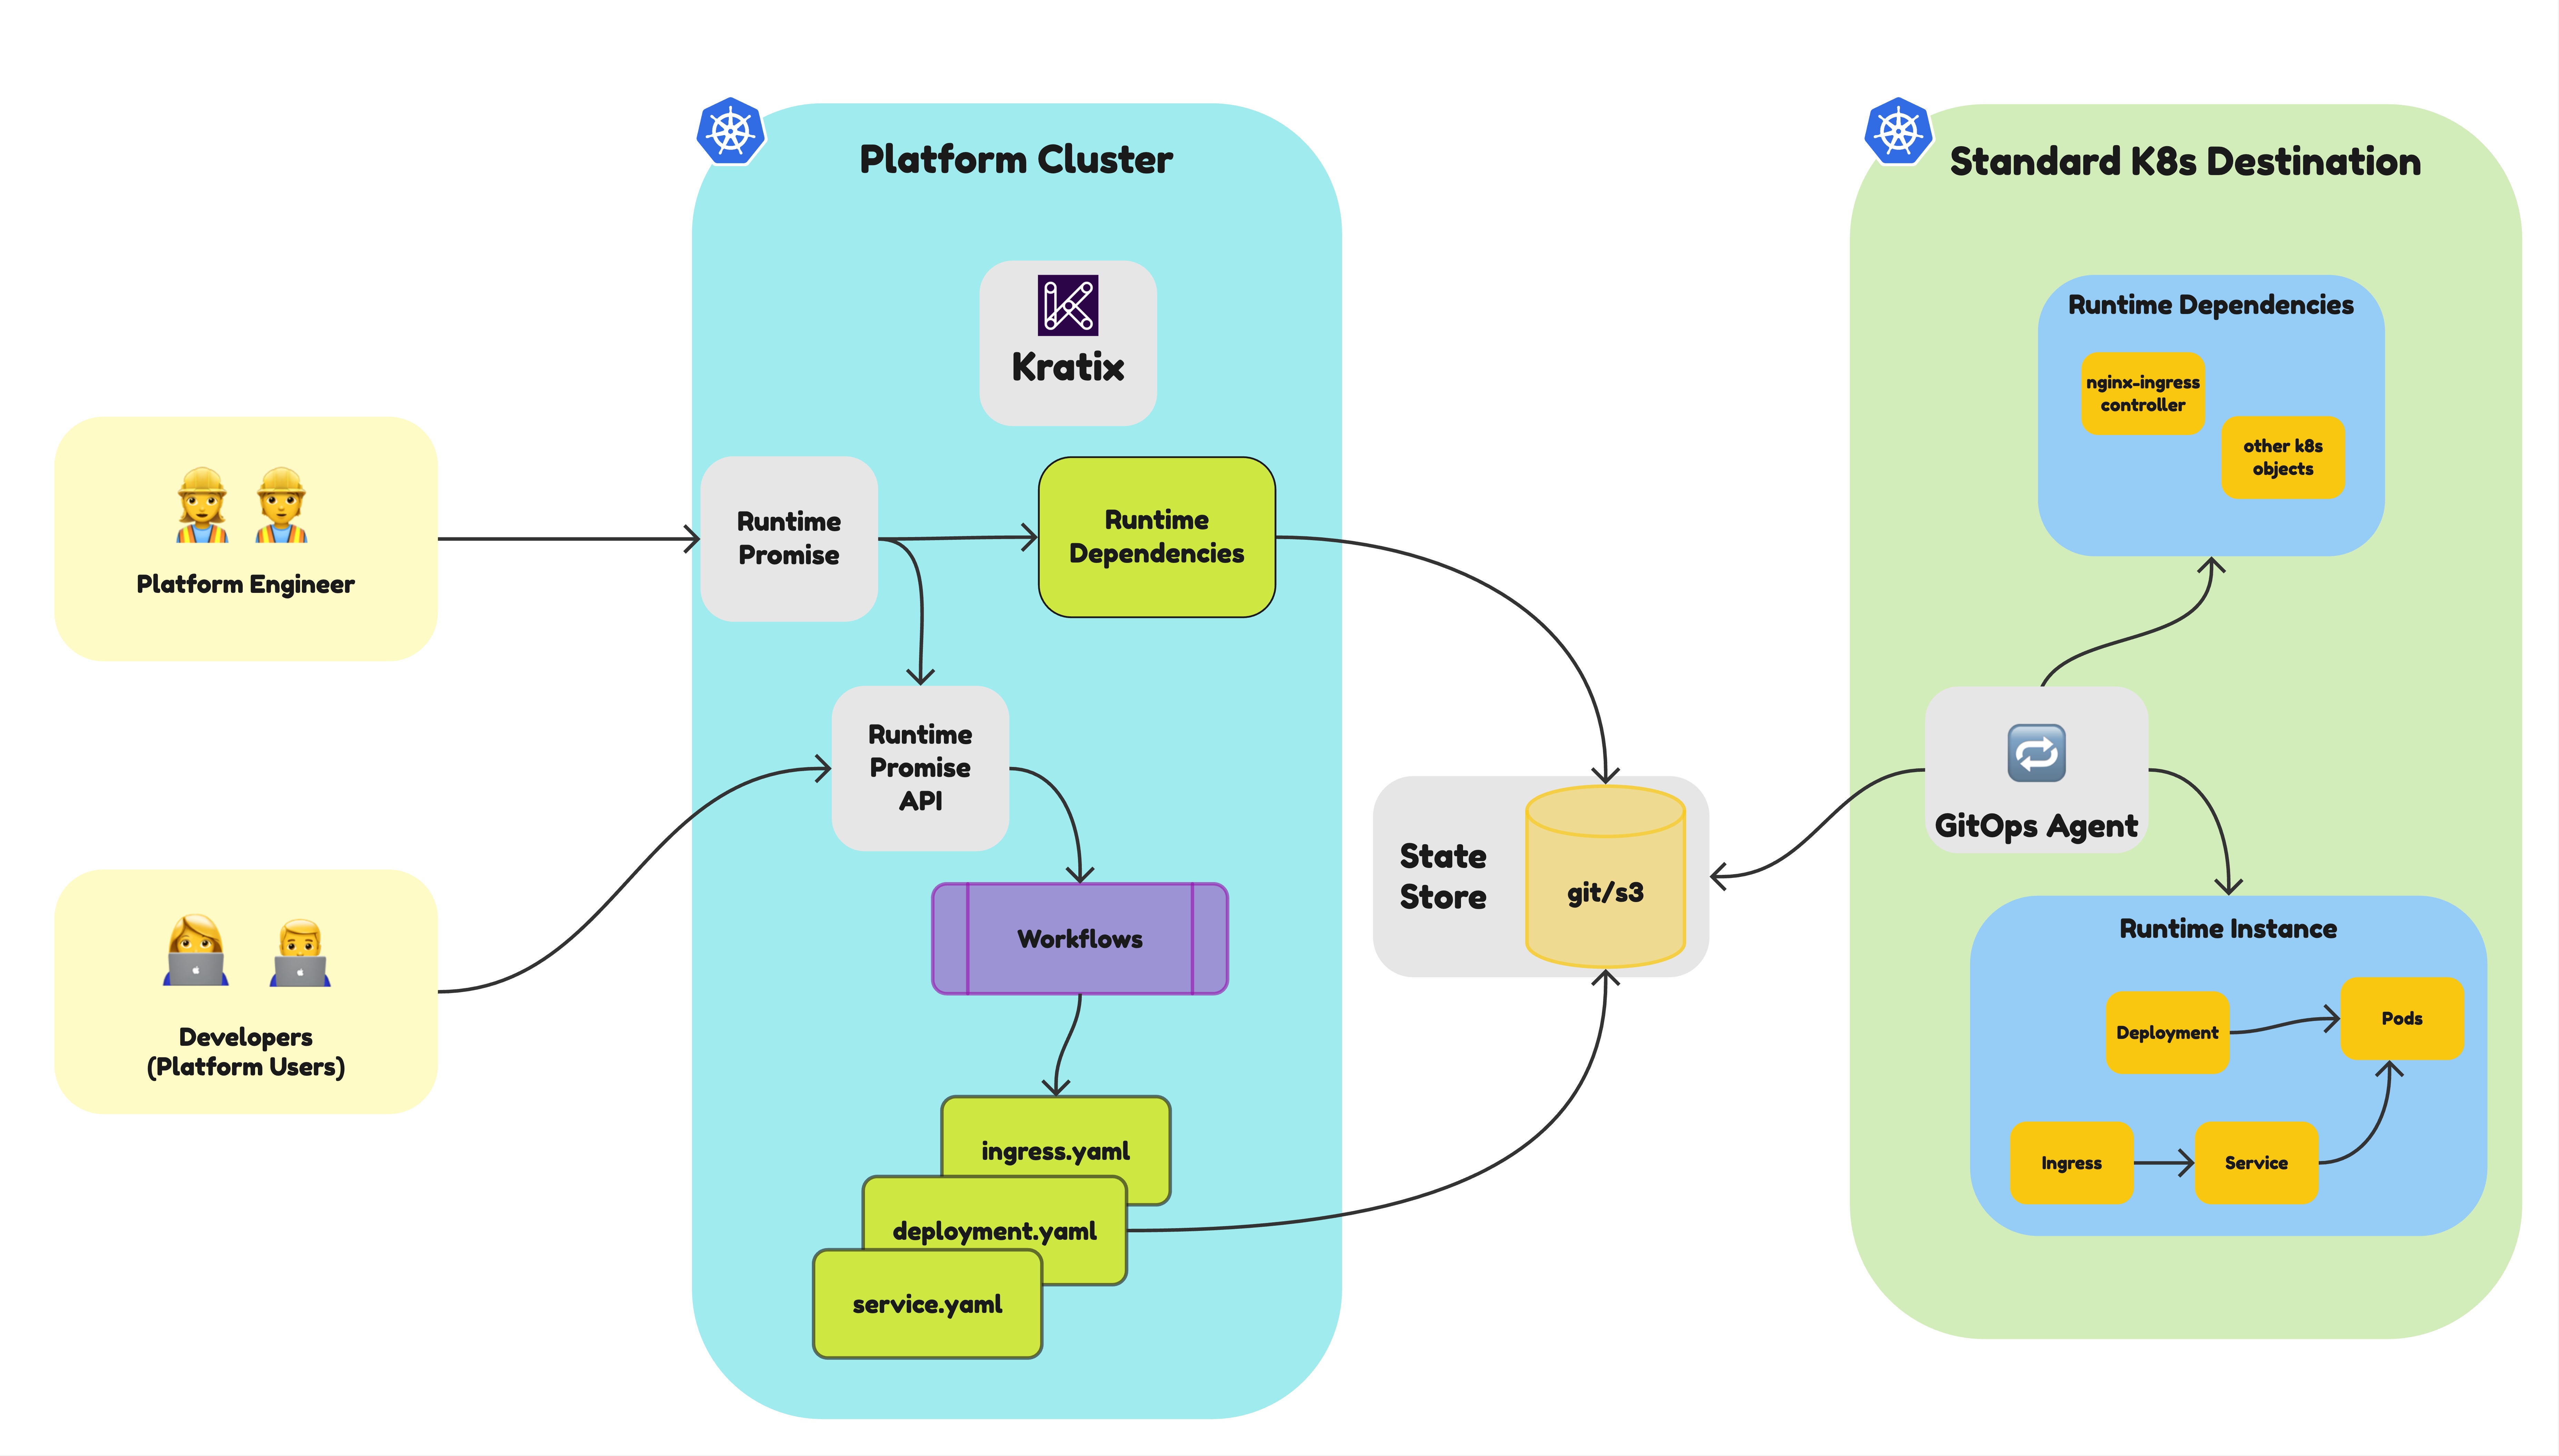 Platform Cluster
Standard K8s Destination
Kratix
Platform Engineer
Runtime
Promise
Runtime
Dependencies
Runtime
Promise
API
Developers
(Platform Users)
Workflows
ingress.yaml
deployment.yaml
service.yaml
State
Store
git/s3
Runtime Dependencies
nginx-ingress
controller
other k8s
objects
GitOps Agent
Runtime Instance
Deployment
Pods
Ingress
Service